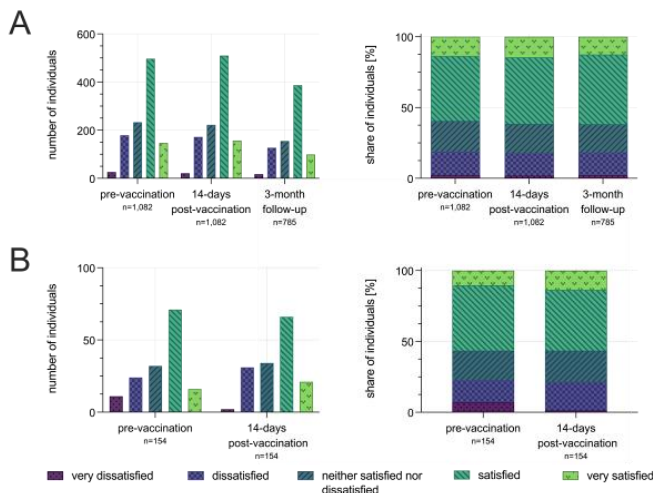 A
number of individuals
600
400
200
0
pre-vaccination
n=1,082
14-days
post-vaccination
n=1,082
3-month
follow-up
n=785
share of individuals [%]
100
50
0
pre-vaccination
n=1,082
14-days
post-vaccination
n=1,082
3-month
follow-up
n=785
B
number of individuals
100
50
0
pre-vaccination
n=154
14-days
post-vaccination
n=154
share of individuals [%]
100
50
0
pre-vaccination
n=154
14-days
post-vaccination
n=154
very dissatisfied
dissatisfied
neither satisfied nor
dissatisfied
satisfied
very satisfied